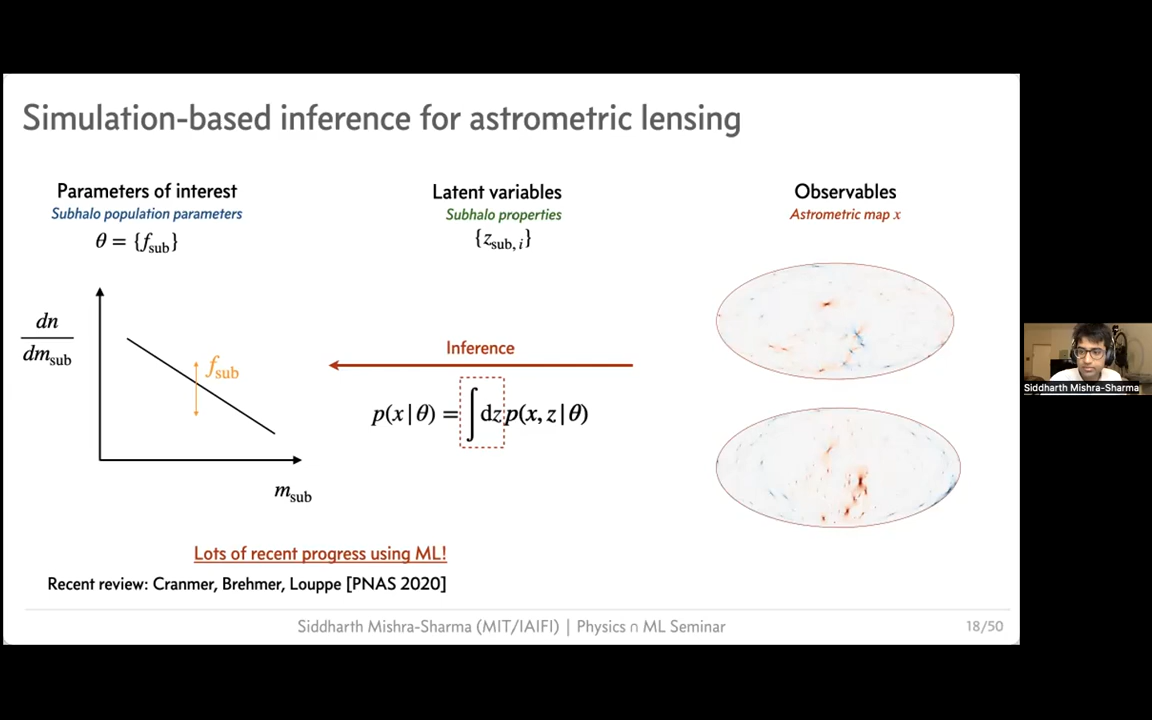 Simulation-based inference for astrometric lensing
Parameters of interest
Subhalo population parameters
θ = {f_sub}
Latent variables
Subhalo properties
{z_sub, i}
Observables
Astrometric map x
dn
dm_sub
f_sub
m_sub
Inference
p(x|θ) = ∫ dz p(x, z|θ)
Lots of recent progress using ML!
Recent review: Cranmer, Brehmer, Louppe [PNAS 2020]
Siddharth Mishra-Sharma (MIT/IAIFI) | Physics ∩ ML Seminar
18/50
Siddharth Mishra-Sharma